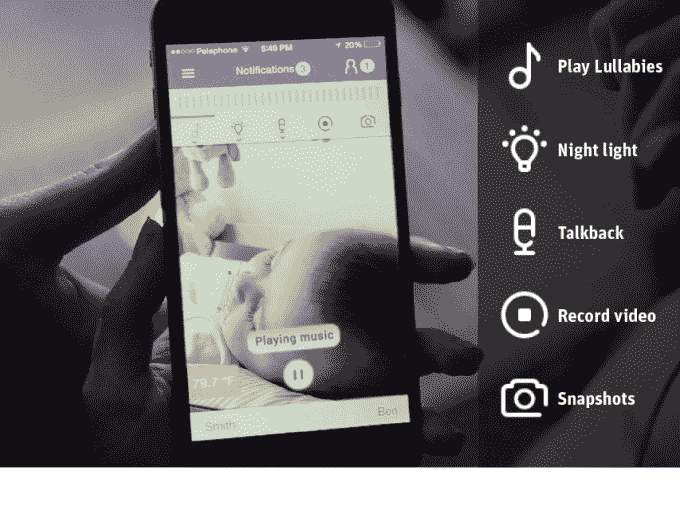 Pelephone 5:49 PM 20%
Notifications 3 1
Playing music
79.7 °F
Smith Ben
Play Lullabies
Night light
Talkback
Record video
Snapshots